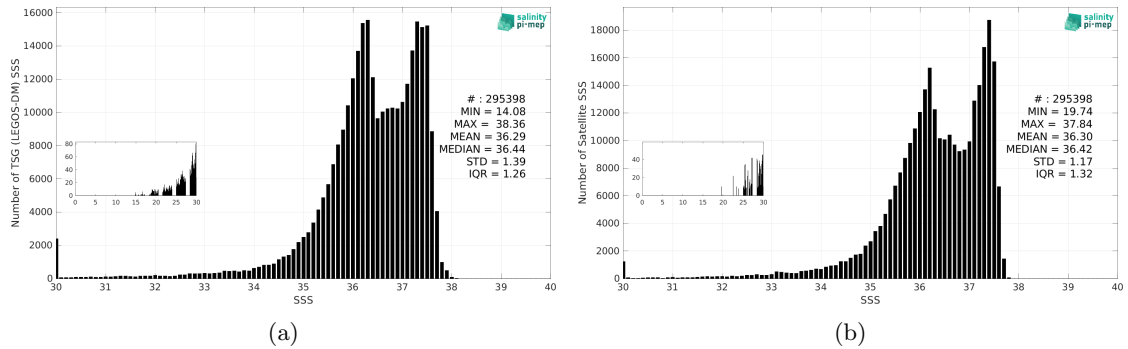 salinity
pi-mep
Number of TSG (LEGOS-DM) SSS
16000
14000
12000
10000
8000
6000
4000
2000
0
# : 295398
MIN = 14.08
MAX = 38.36
MEAN = 36.29
MEDIAN = 36.44
STD = 1.39
IQR = 1.26
80
60
40
20
0
0 5 10 15 20 25 30
30 31 32 33 34 35 36 37 38 39 40
SSS
(a)
salinity
pi-mep
Number of Satellite SSS
18000
16000
14000
12000
10000
8000
6000
4000
2000
0
# : 295398
MIN = 19.74
MAX = 37.84
MEAN = 36.30
MEDIAN = 36.42
STD = 1.17
IQR = 1.32
40
20
0
0 5 10 15 20 25 30
30 31 32 33 34 35 36 37 38 39 40
SSS
(b)